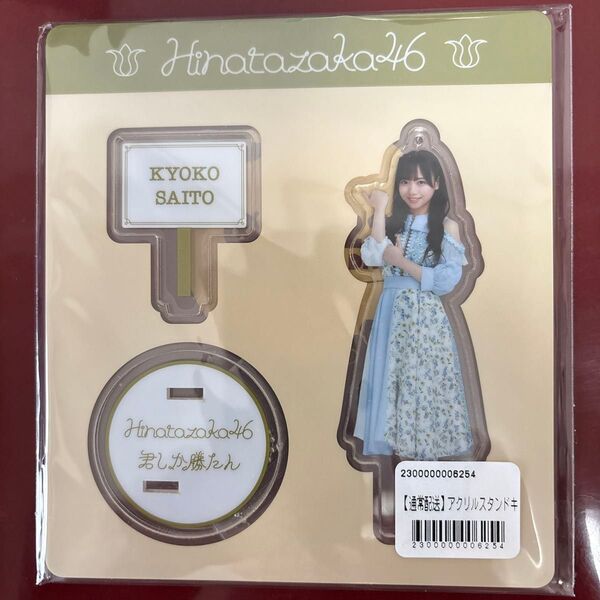 Hinatazaka46
KYOKO
SAITO
Hinatazaka46
君しか勝たん
2300000006254
【通常配送】アクリルスタンドキ
2300000006254